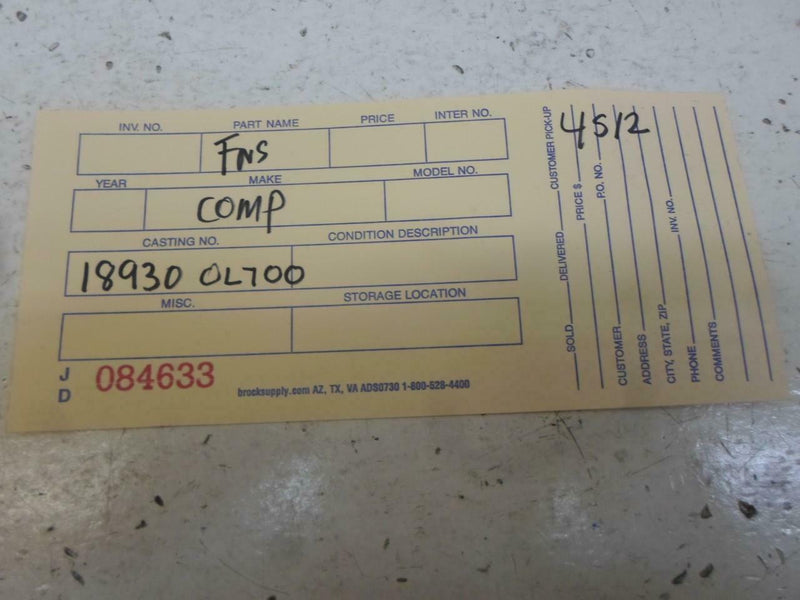 INV. NO. PART NAME PRICE INTER NO.
FNS
YEAR MAKE MODEL NO.
COMP
CASTING NO. CONDITION DESCRIPTION
18930 OL700
MISC. STORAGE LOCATION
J D 084633
brocksupply.com AZ, TX, VA ADS0730 1-800-528-4400
4512
SOLD DELIVERED CUSTOMER PICK-UP
PRICE $ P.O. NO.
CUSTOMER
ADDRESS
CITY, STATE, ZIP INV. NO.
PHONE
COMMENTS